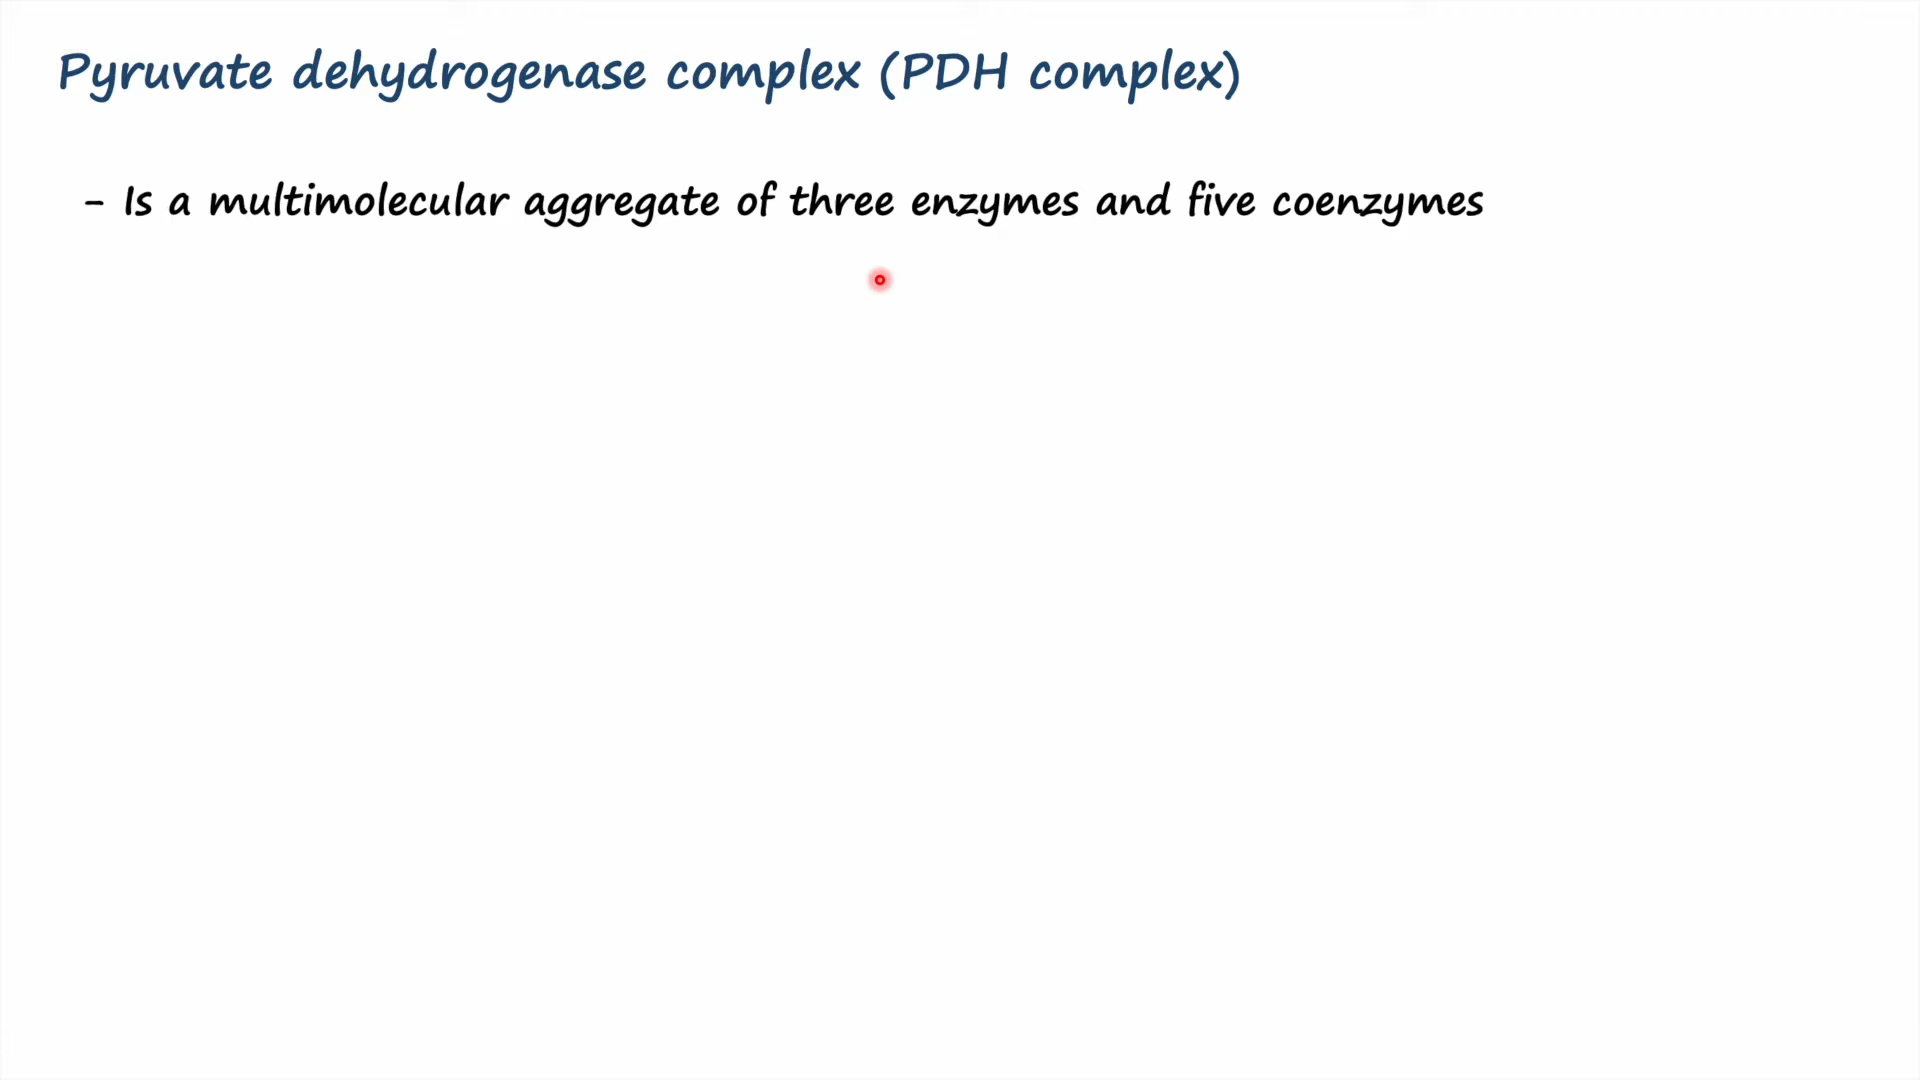 Pyruvate dehydrogenase complex (PDH complex)
- Is a multimolecular aggregate of three enzymes and five coenzymes